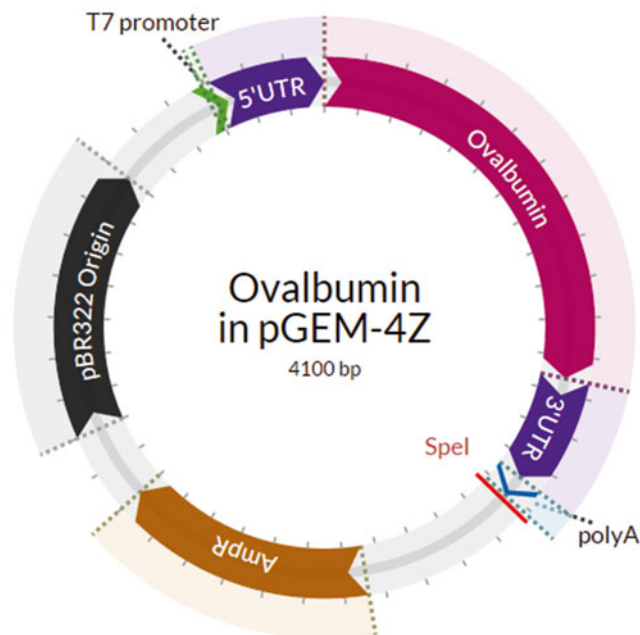 T7 promoter
5'UTR
Ovalbumin
pBR322 Origin
Ovalbumin
in pGEM-4Z
4100 bp
3'UTR
SpeI
polyA
AmpR